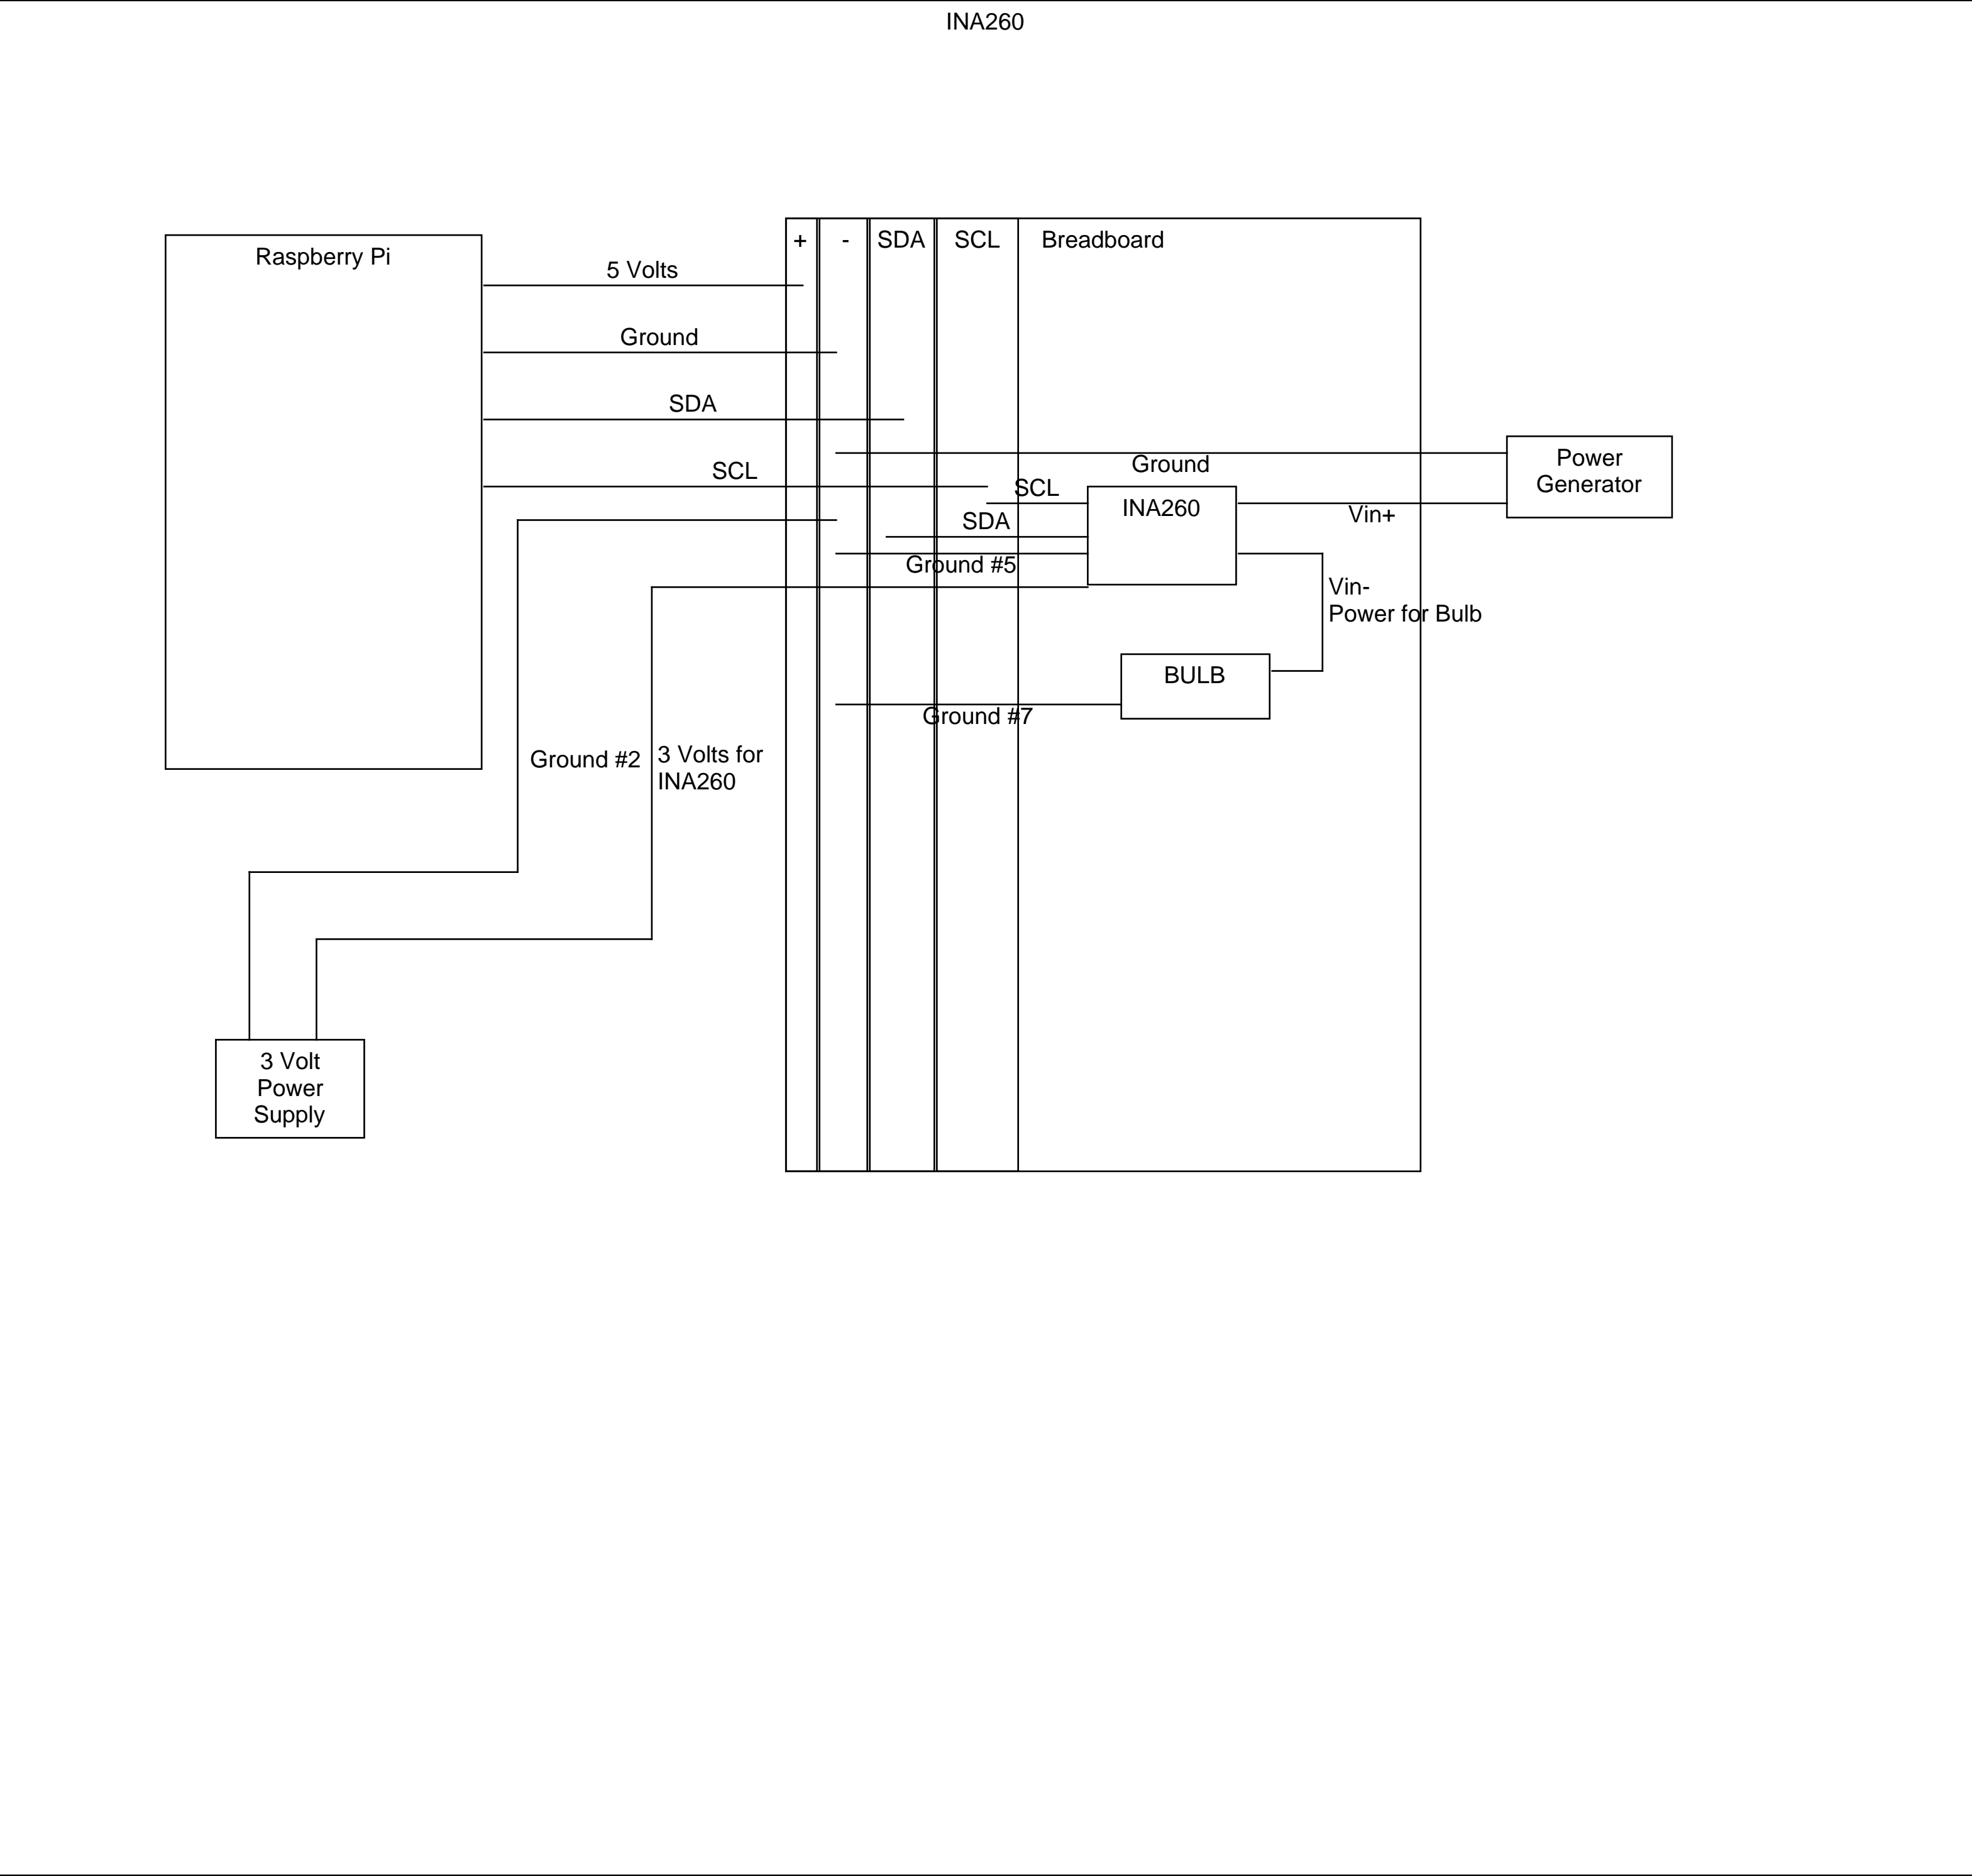 INA260
Raspberry Pi
+
-
SDA
SCL
Breadboard
5 Volts
Ground
SDA
SCL
Ground
SCL
INA260
Power
Generator
Vin+
SDA
Ground #5
Vin-
Power for Bulb
BULB
Ground #7
Ground #2
3 Volts for
INA260
3 Volt
Power
Supply